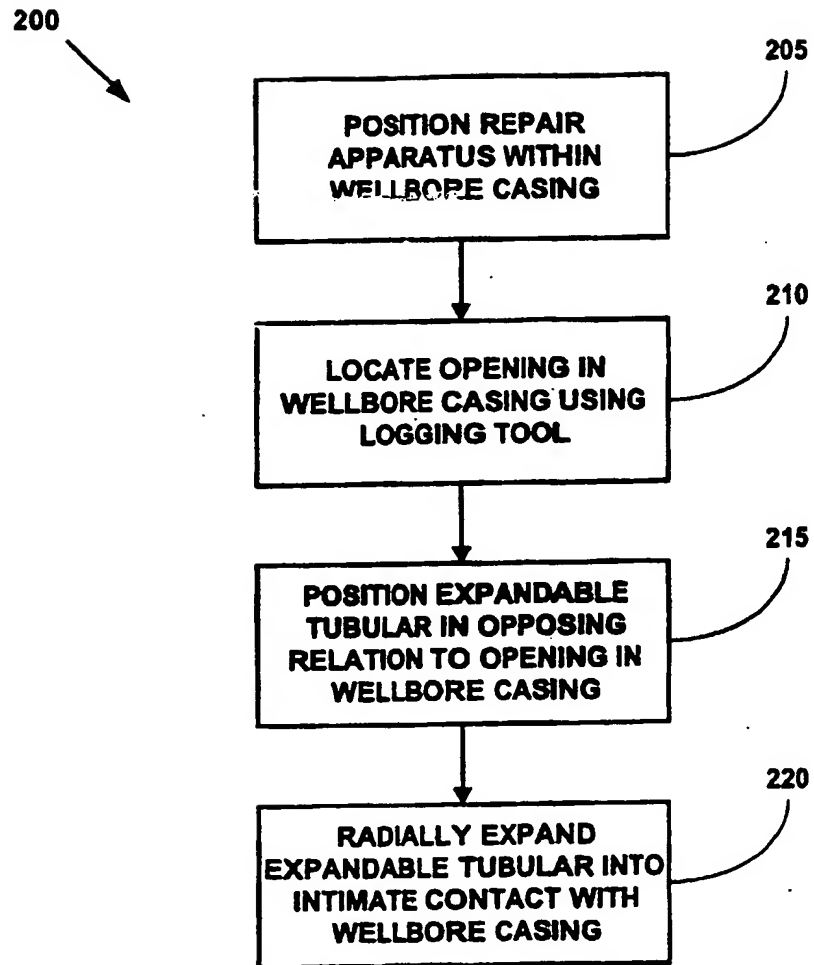 200
205
POSITION REPAIR
APPARATUS WITHIN
WELLBORE CASING
210
LOCATE OPENING IN
WELLBORE CASING USING
LOGGING TOOL
215
POSITION EXPANDABLE
TUBULAR IN OPPOSING
RELATION TO OPENING IN
WELLBORE CASING
220
RADIALLY EXPAND
EXPANDABLE TUBULAR INTO
INTIMATE CONTACT WITH
WELLBORE CASING